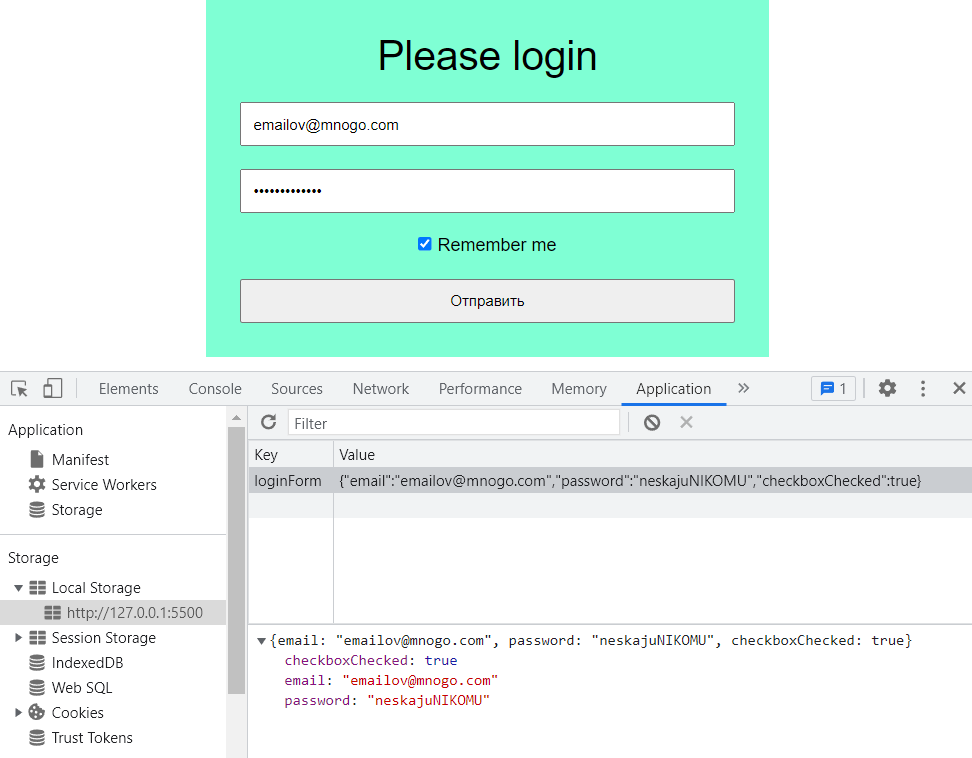 Please login
emailov@mnogo.com
•••••••••••••
Remember me
Отправить
Elements Console Sources Network Performance Memory Application 1
Application
Manifest
Service Workers
Storage
Storage
Local Storage
http://127.0.0.1:5500
Session Storage
IndexedDB
Web SQL
Cookies
Trust Tokens
Filter
Key Value
loginForm {"email":"emailov@mnogo.com","password":"neskajuNIKOMU","checkboxChecked":true}
{email: "emailov@mnogo.com", password: "neskajuNIKOMU", checkboxChecked: true}
checkboxChecked: true
email: "emailov@mnogo.com"
password: "neskajuNIKOMU"